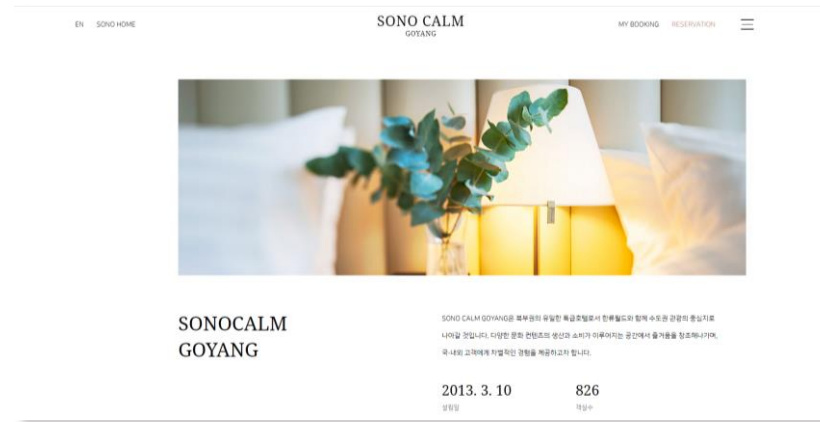 EN SONO HOME
SONO CALM
GOYANG
MY BOOKING RESERVATION
SONOCALM
GOYANG
SONO CALM GOYANG은 북부권의 유일한 특급호텔로서 한류월드와 함께 수도권 관광의 중심지로
나아갈 것입니다. 다양한 문화 컨텐츠의 생산과 소비가 이루어지는 공간에서 즐거움을 창조해나가며,
국·내외 고객에게 차별적인 경험을 제공하고자 합니다.
2013. 3. 10 826
설립일 객실수